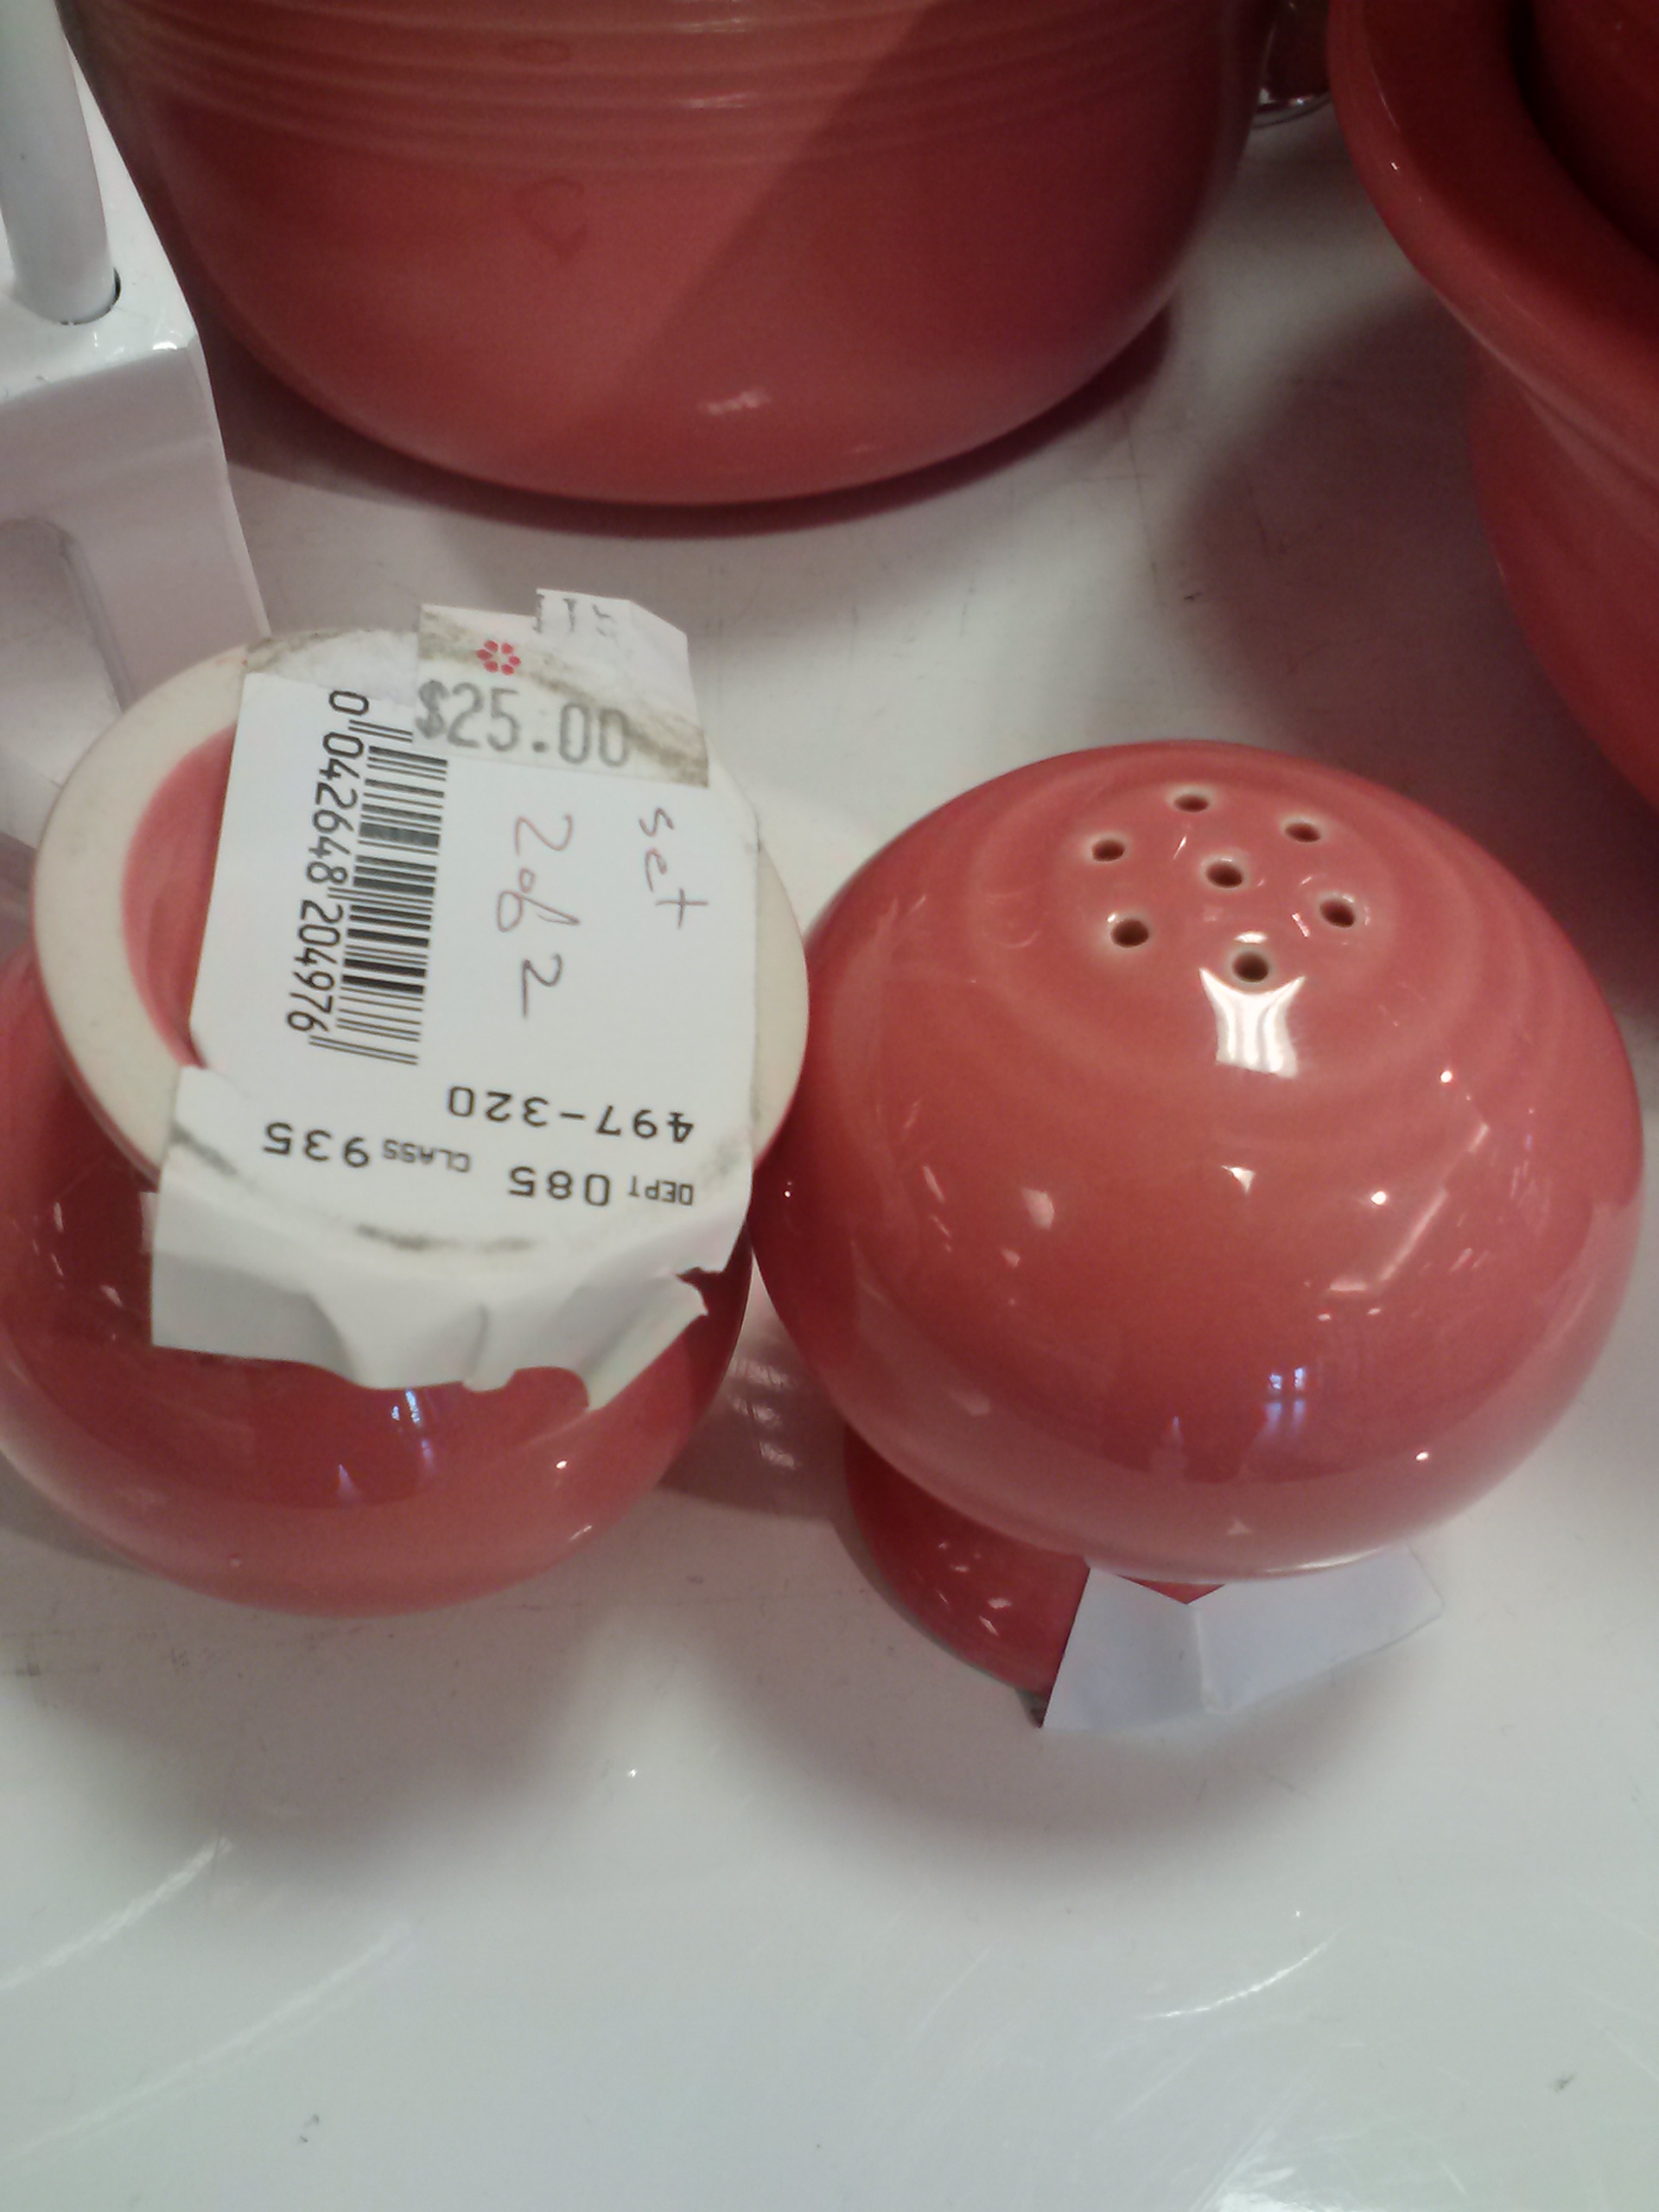 $25.00
set
2 of 2
0 042648 204976
497-320
DEPT 085 CLASS 935